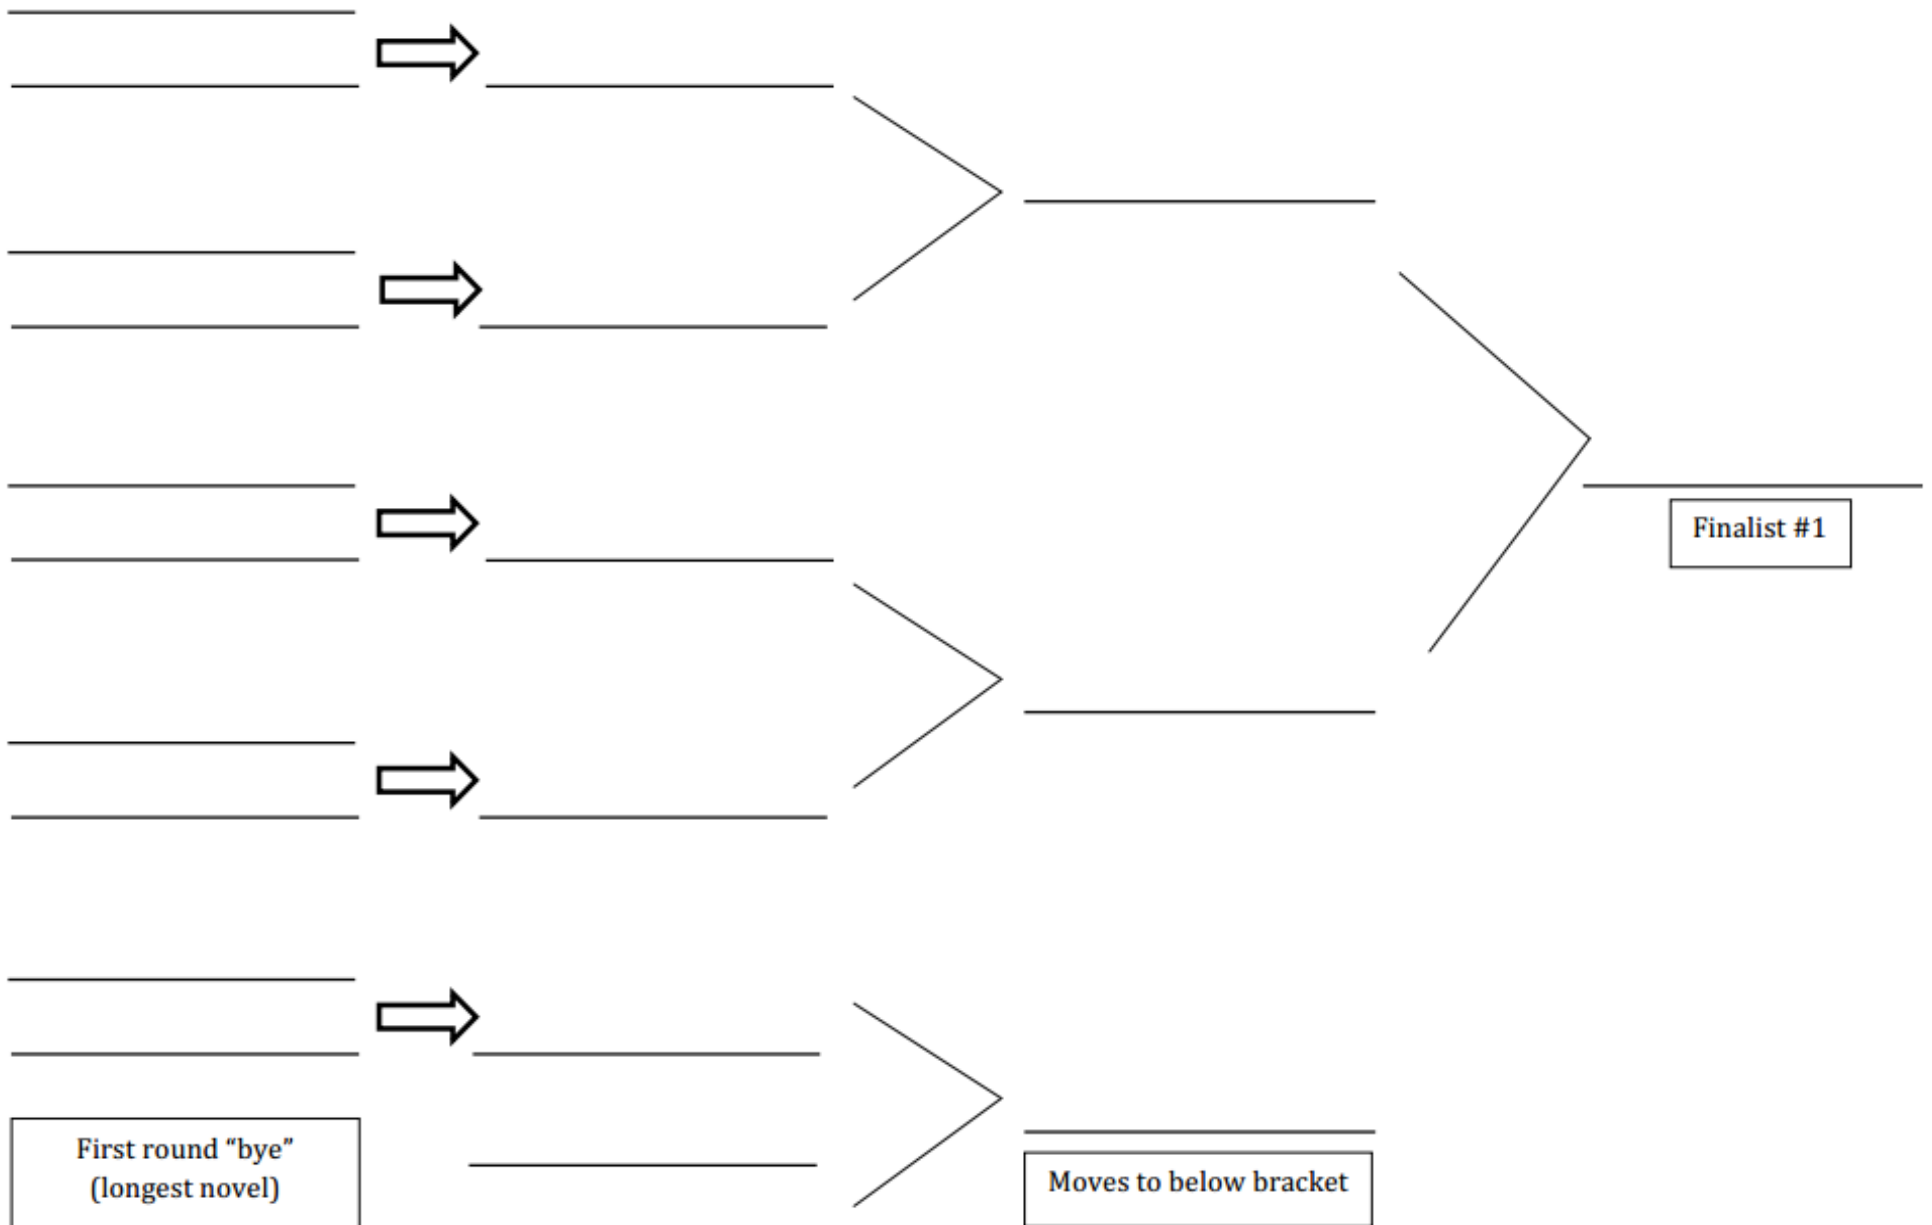 Finalist #1
First round “bye”
(longest novel)
Moves to below bracket